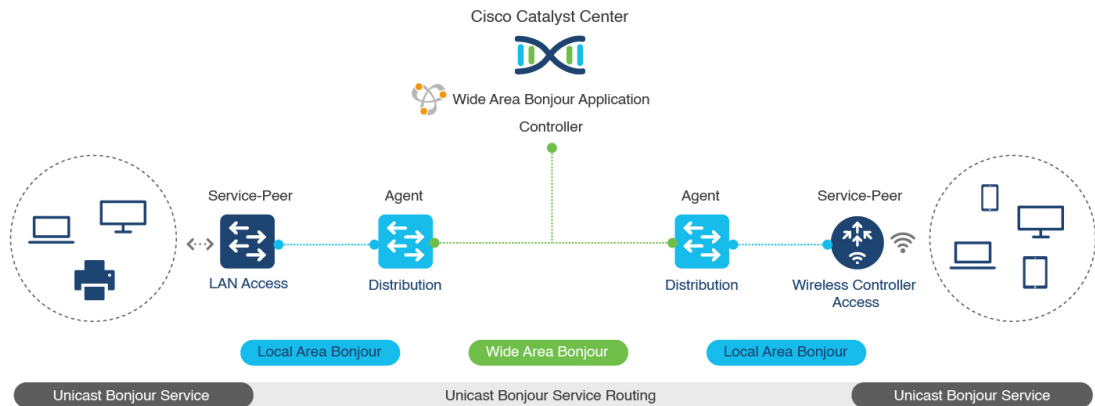 Cisco Catalyst Center
Wide Area Bonjour Application
Controller
Service-Peer
Agent
Agent
Service-Peer
LAN Access
Distribution
Distribution
Wireless Controller
Access
Local Area Bonjour
Wide Area Bonjour
Local Area Bonjour
Unicast Bonjour Service
Unicast Bonjour Service Routing
Unicast Bonjour Service